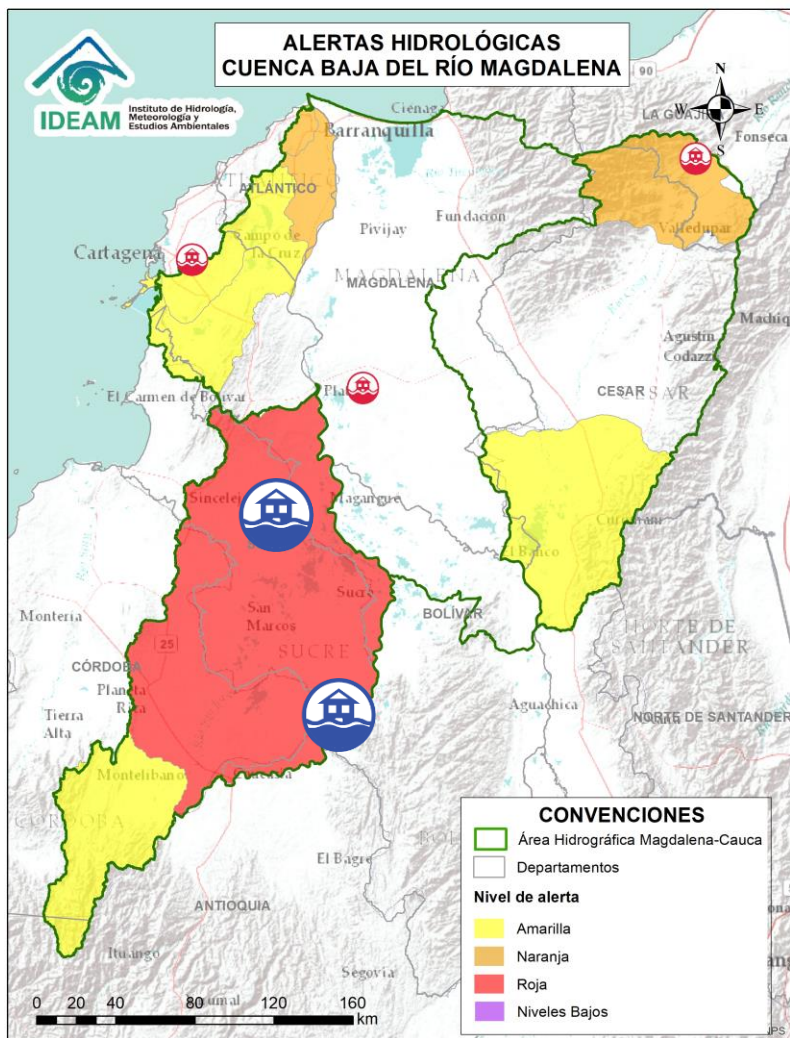 ALERTAS HIDROLÓGICAS
CUENCA BAJA DEL RÍO MAGDALENA
IDEAM
Instituto de Hidrología,
Meteorología y
Estudios Ambientales
N
W
E
S
90
Ciénaga
LA GUAJIRA
Fonseca
Barranquilla
ATLÁNTICO
Fundación
Pivijay
Valledupar
Campo de
la Cruz
Cartagena
MAGDALENA
MAGDALENA
Agustín
Codazzi
CESAR
El Carmen de Bolívar
Magangué
Curumaní
El Banco
San
Marcos
Sucre
BOLÍVAR
Montería
SUCRE
NORTE DE
SANTANDER
25
CÓRDOBA
Planeta
Rica
Aguachica
NORTE DE SANTANDER
Tierra
Alta
Montelíbano
CÓRDOBA
El Bagre
ANTIOQUIA
Ituango
Segovia
CONVENCIONES
Área Hidrográfica Magdalena-Cauca
Departamentos
Nivel de alerta
Amarilla
Naranja
Roja
Niveles Bajos
0 20 40 80 120 160
km